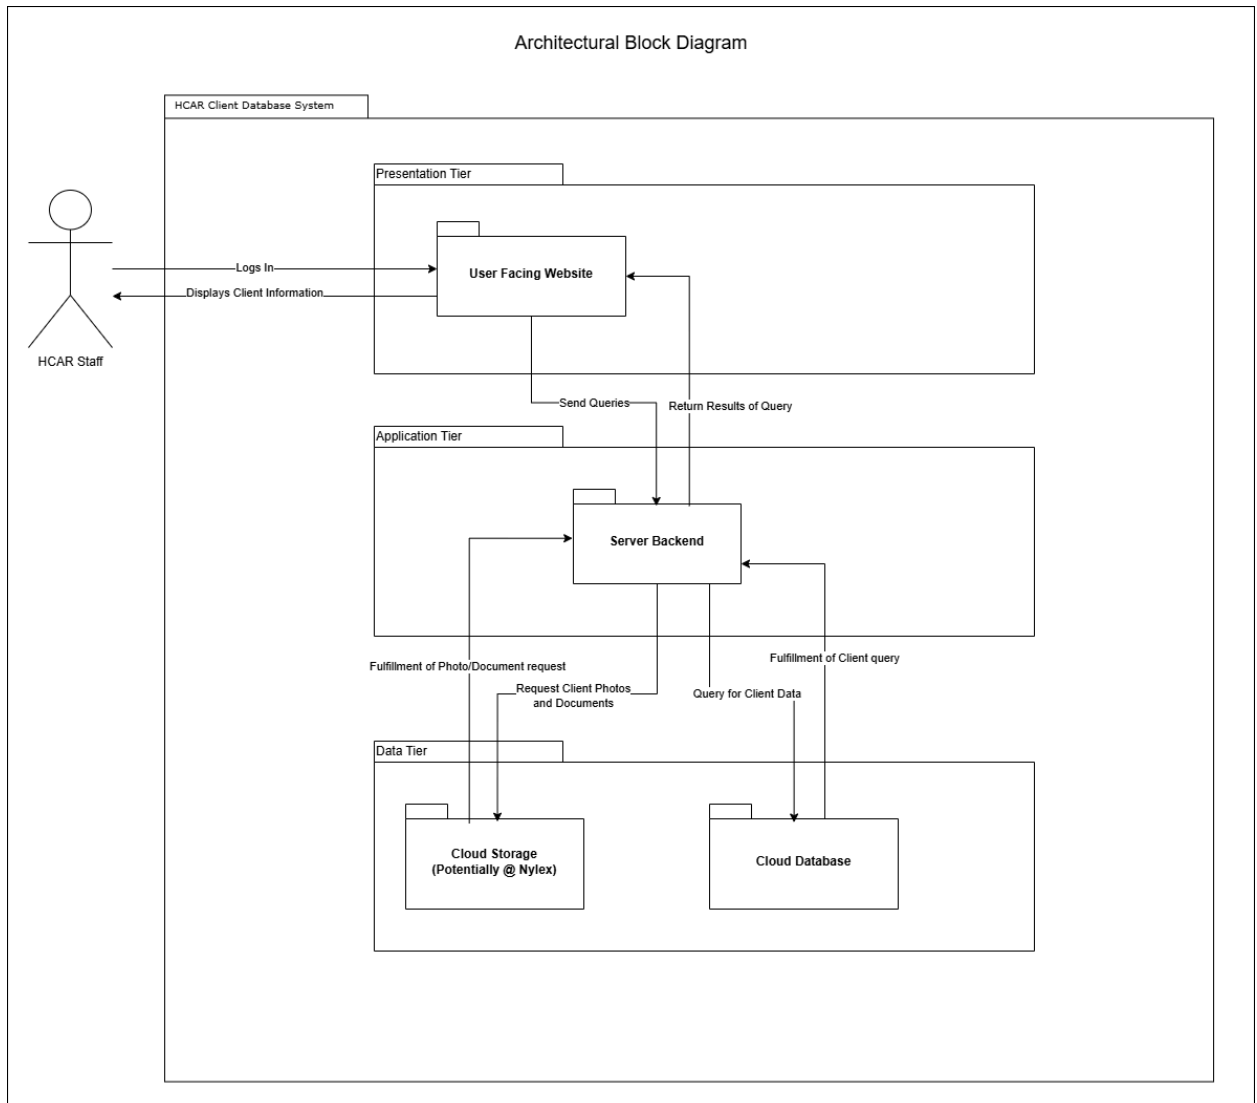 Architectural Block Diagram
HCAR Client Database System
Presentation Tier
User Facing Website
Logs In
Displays Client Information
HCAR Staff
Send Queries
Return Results of Query
Application Tier
Server Backend
Fulfillment of Photo/Document request
Fulfillment of Client query
Request Client Photos
and Documents
Query for Client Data
Data Tier
Cloud Storage
(Potentially @ Nylex)
Cloud Database